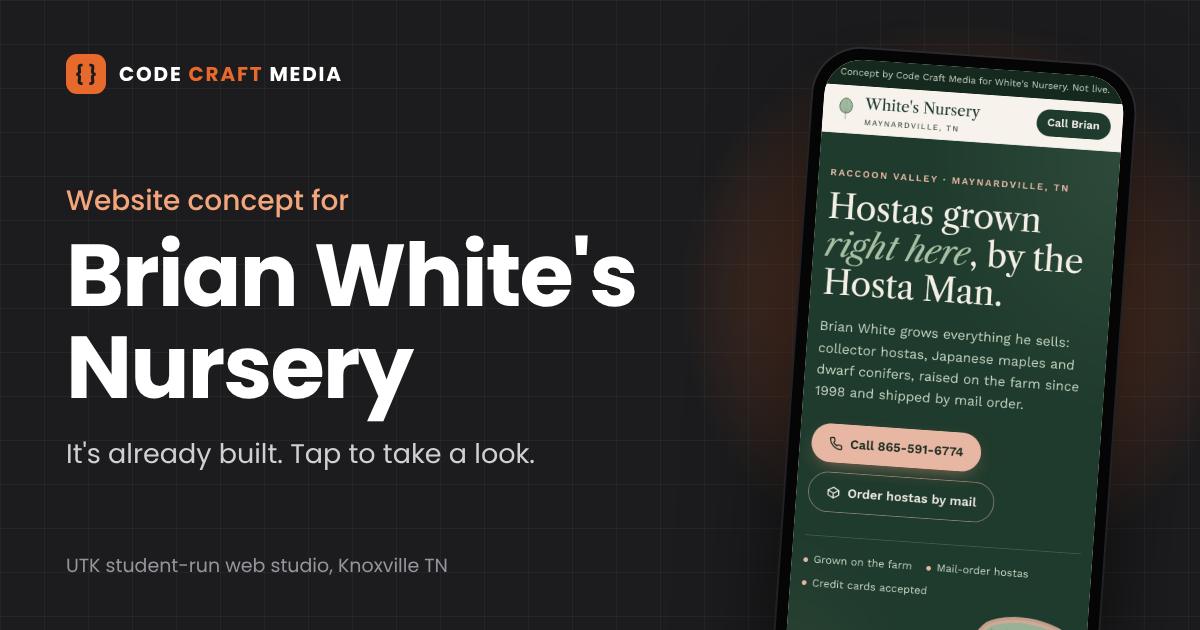 { } CODE CRAFT MEDIA
Website concept for
Brian White's
Nursery
It's already built. Tap to take a look.
UTK student-run web studio, Knoxville TN
Concept by Code Craft Media for White's Nursery. Not live.
White's Nursery
MAYNARDVILLE, TN
Call Brian
RACCOON VALLEY · MAYNARDVILLE, TN
Hostas grown
right here, by the
Hosta Man.
Brian White grows everything he sells:
collector hostas, Japanese maples and
dwarf conifers, raised on the farm since
1998 and shipped by mail order.
Call 865-591-6774
Order hostas by mail
• Grown on the farm • Mail-order hostas
• Credit cards accepted